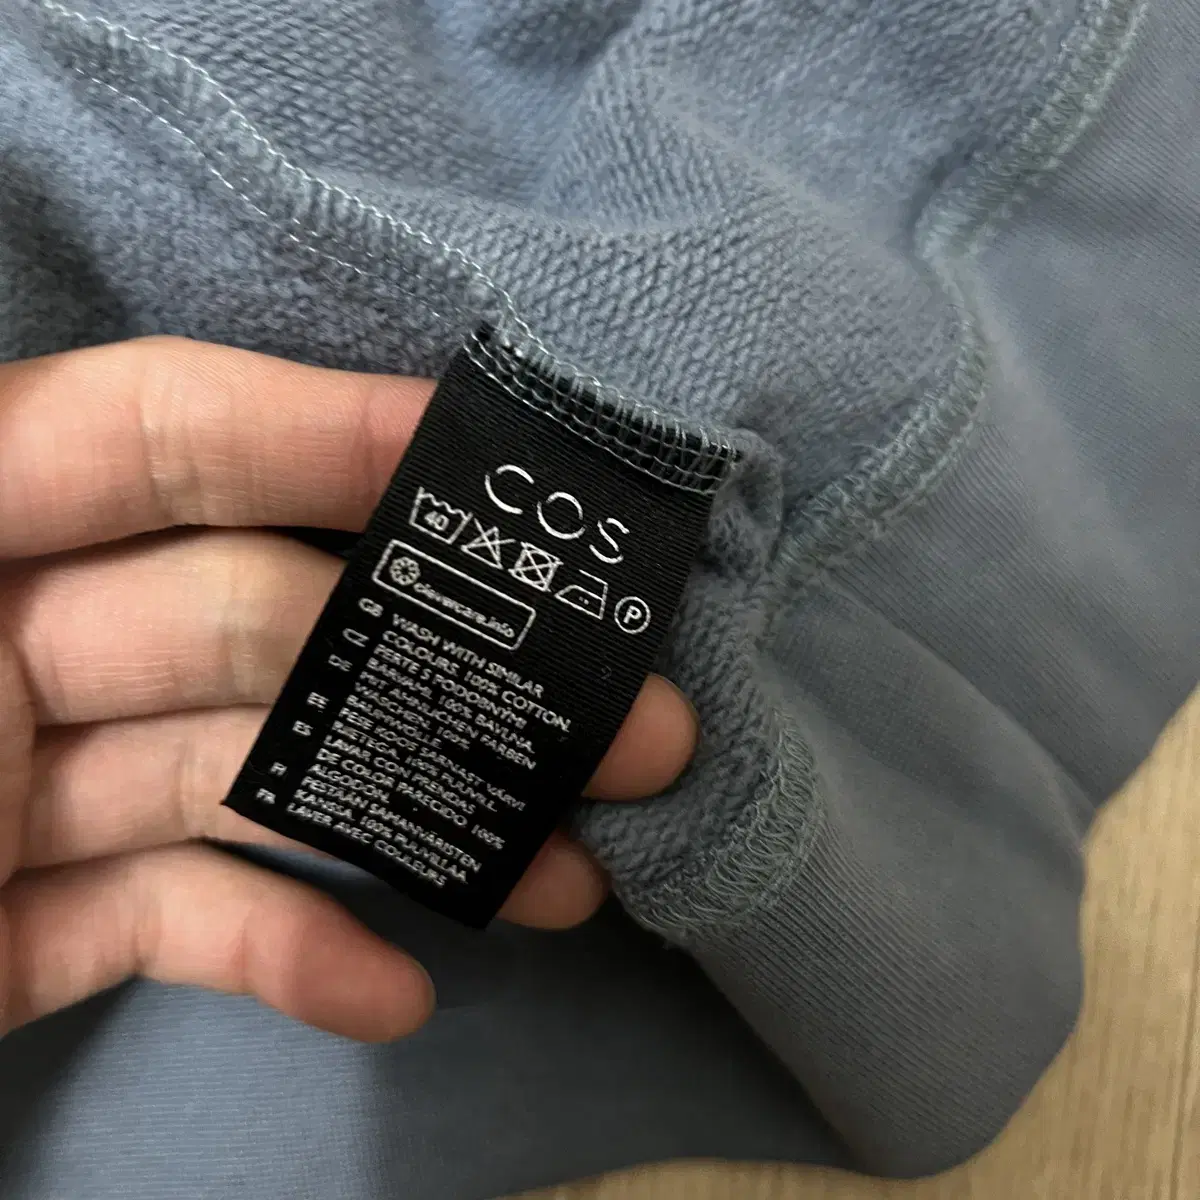 COS
40
P
clevercare.info
GB WASH WITH SIMILAR
COLOURS. 100% COTTON.
CZ PERTE S PODOBNÝMI
BARVAMI. 100% BAVLNA.
DE MIT ÄHNLICHEN FARBEN
WASCHEN. 100%
BAUMWOLLE
EE PESE KOOS SARNAST VÄRVI
RIIETEGA. 100% PUUVILL
ES LAVAR CON PRENDAS
DE COLOR PARECIDO. 100%
ALGODÓN.
FI PESTÄÄN SAMANVÄRISTEN
KANSSA. 100% PUUVILLAA.
FR LAVER AVEC COULEURS